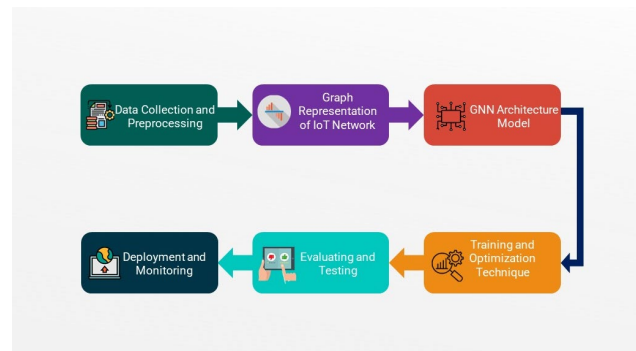 Data Collection and
Preprocessing
Graph
Representation
of IoT Network
GNN Architecture
Model
Training and
Optimization
Technique
Evaluating and
Testing
Deployment and
Monitoring